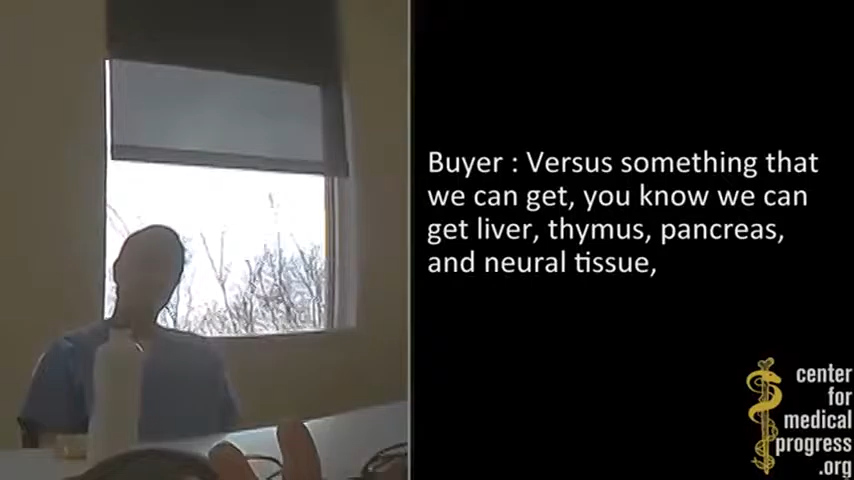 Buyer : Versus something that
we can get, you know we can
get liver, thymus, pancreas,
and neural tissue,
center
for
medical
progress
.org